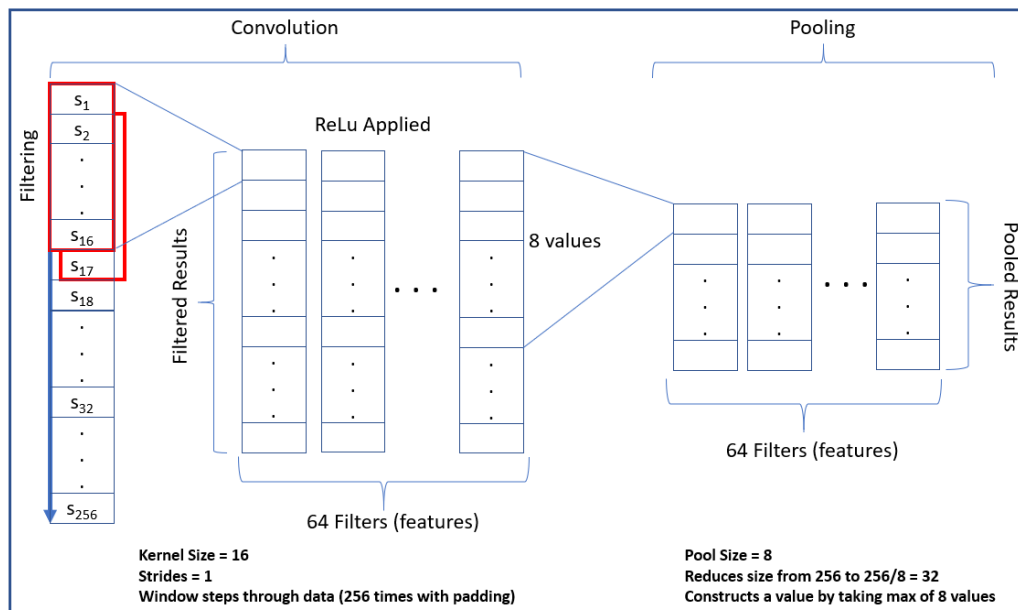 Convolution
Pooling
Filtering
s1
s2
.
.
.
s16
s17
s18
.
.
.
s32
.
.
.
s256
ReLu Applied
Filtered Results
. . .
8 values
64 Filters (features)
Pooled Results
. . .
64 Filters (features)
Kernel Size = 16
Strides = 1
Window steps through data (256 times with padding)
Pool Size = 8
Reduces size from 256 to 256/8 = 32
Constructs a value by taking max of 8 values